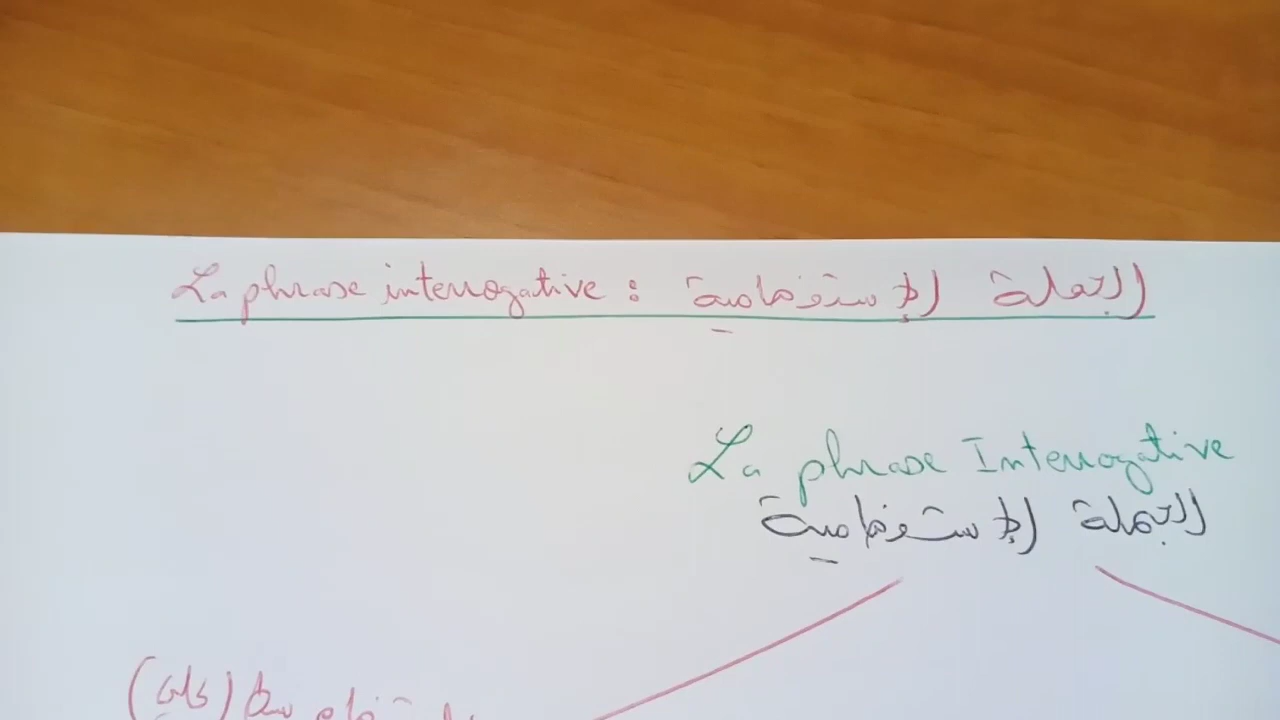 La phrase interrogative : الجملة الإستفهامية
La phrase Interrogative
الجملة الإستفهامية